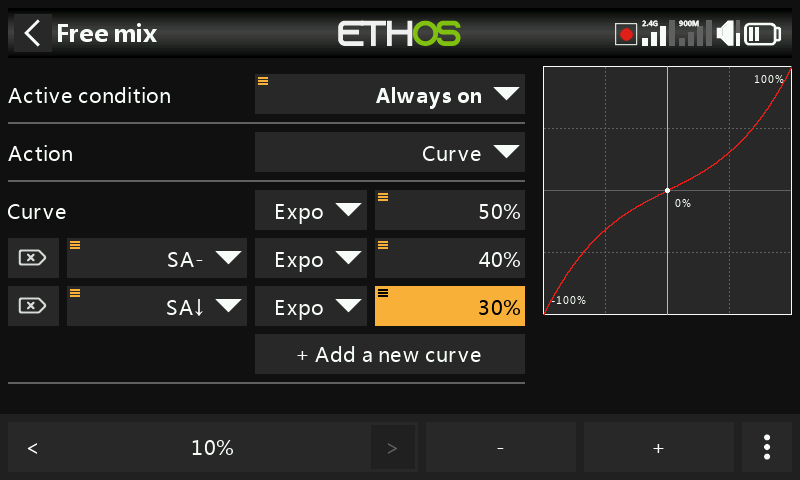 Free mix
ETHOS
2.4G
900M
Active condition
Always on
Action
Curve
Curve
Expo
50%
SA-
Expo
40%
SA↓
Expo
30%
+ Add a new curve
100%
0%
-100%
<
10%
>
-
+